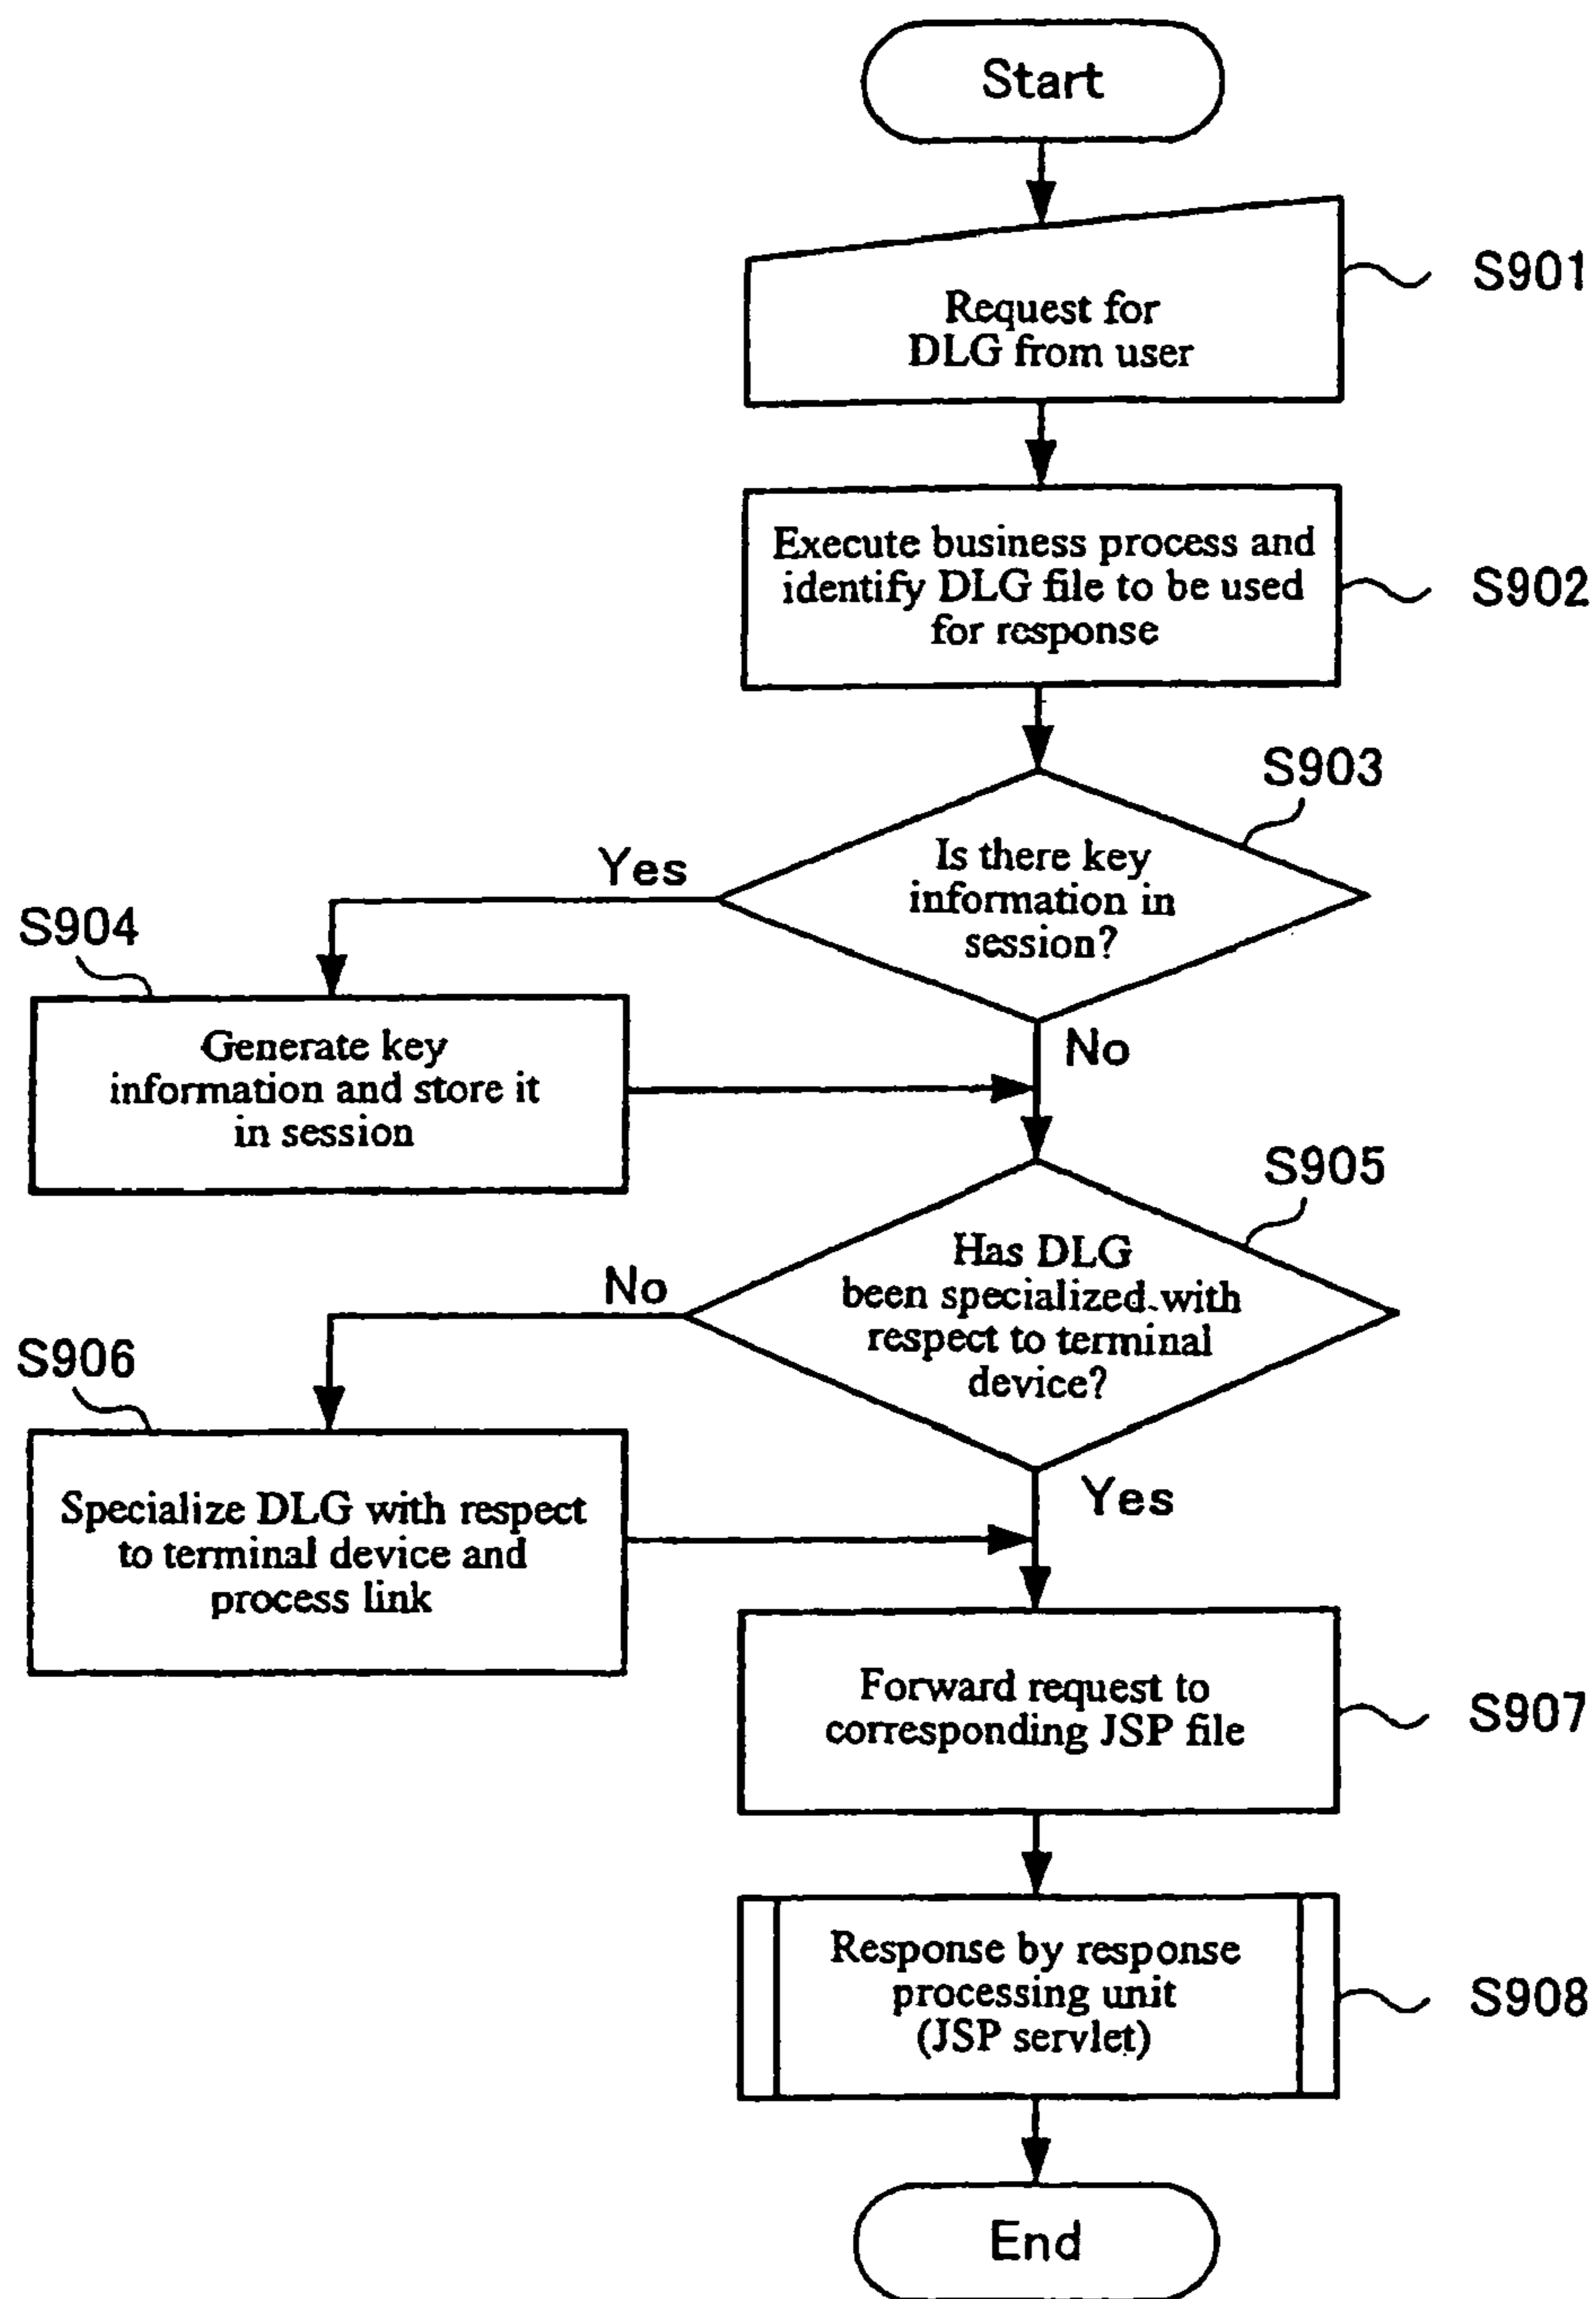 Start
Request for
DLG from user
S901
Execute business process and
identify DLG file to be used
for response
S902
S903
Is there key
information in
session?
Yes
No
S904
Generate key
information and store it
in session
S905
Has DLG
been specialized with
respect to terminal
device?
No
Yes
S906
Specialize DLG with respect
to terminal device and
process link
Forward request to
corresponding JSP file
S907
Response by response
processing unit
(JSP servlet)
S908
End